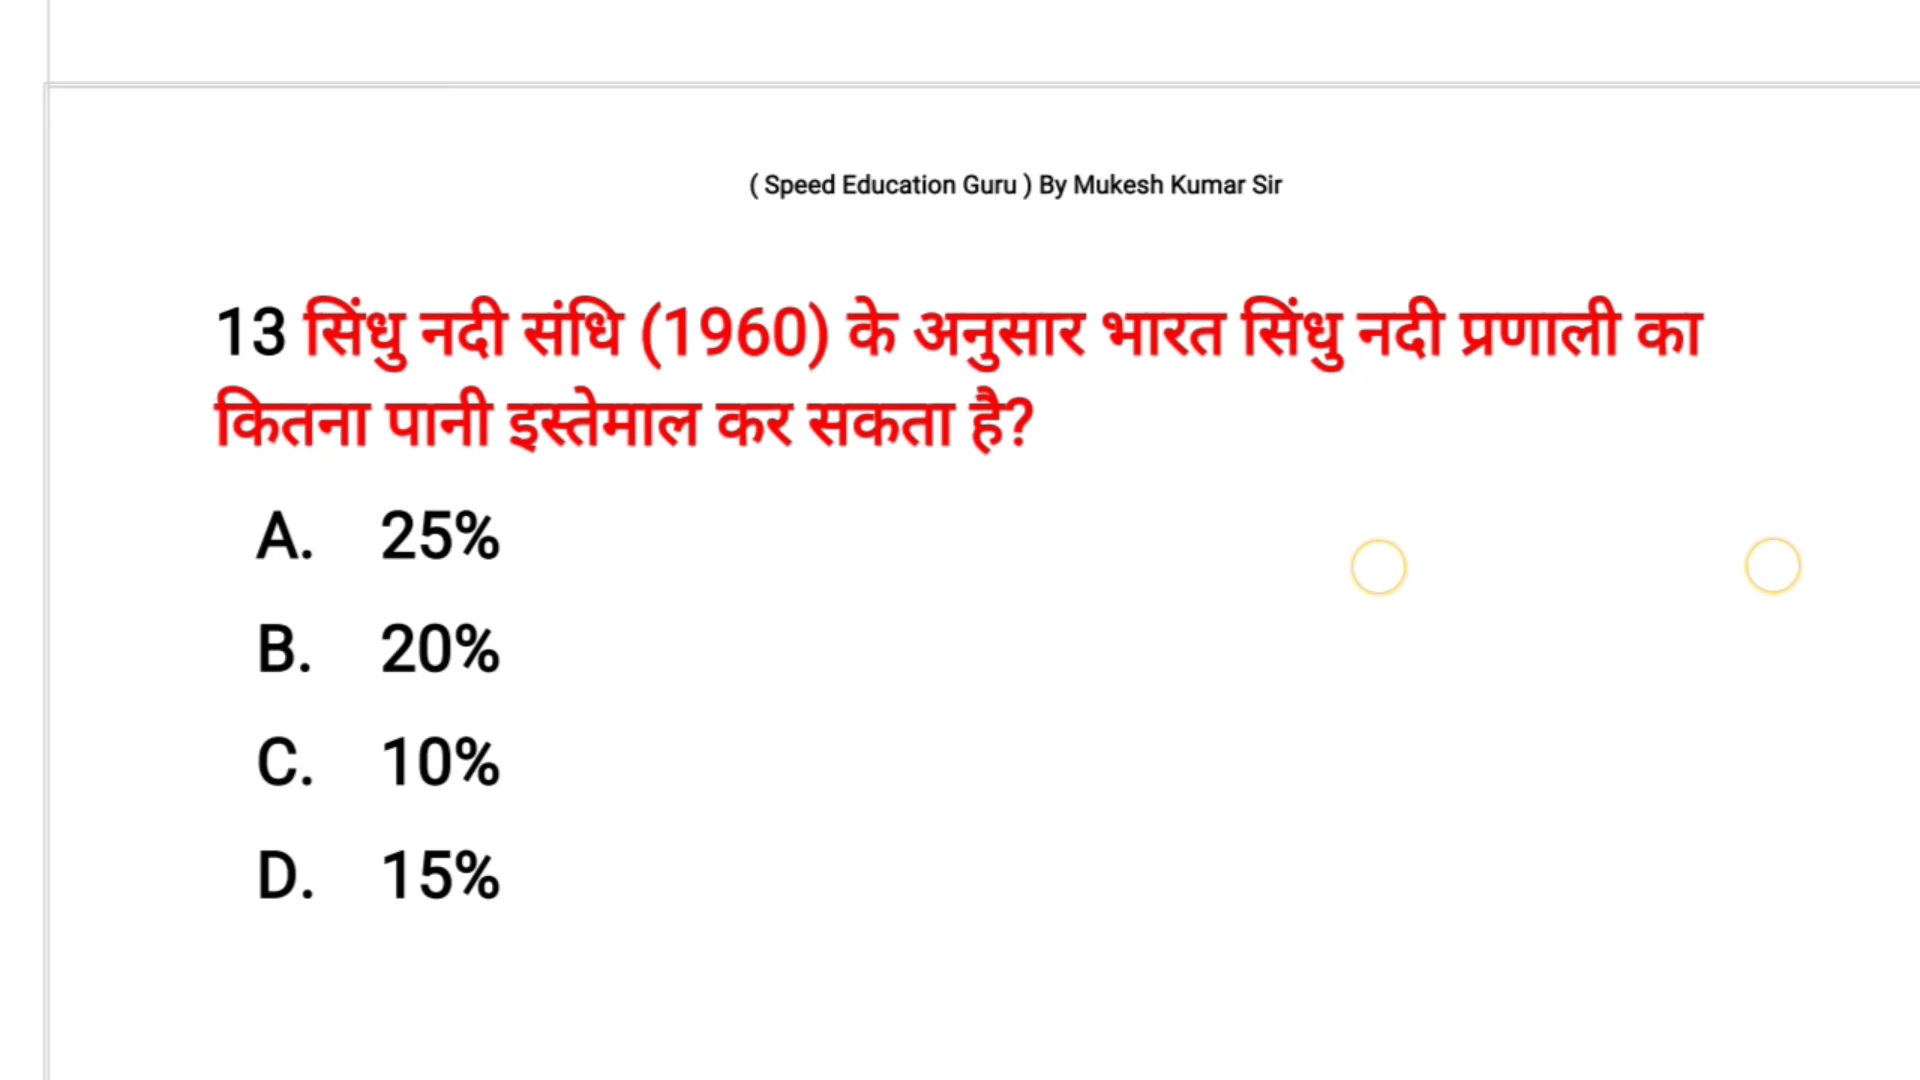 ( Speed Education Guru ) By Mukesh Kumar Sir
13 सिंधु नदी संधि (1960) के अनुसार भारत सिंधु नदी प्रणाली का
कितना पानी इस्तेमाल कर सकता है?
A. 25%
B. 20%
C. 10%
D. 15%